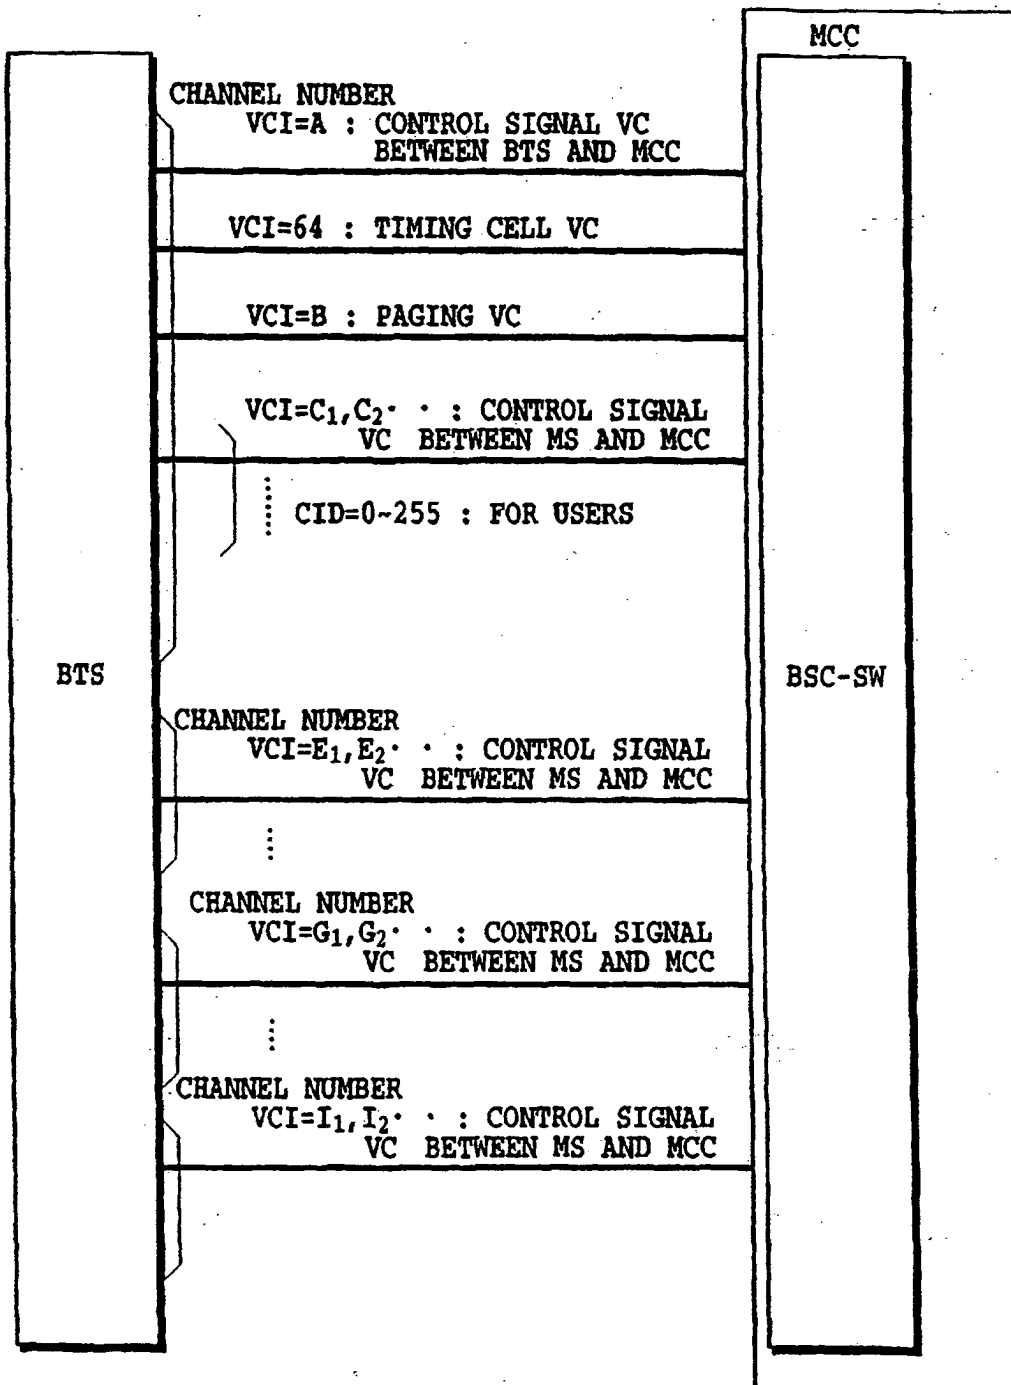 MCC
CHANNEL NUMBER
VCI=A : CONTROL SIGNAL VC
BETWEEN BTS AND MCC
VCI=64 : TIMING CELL VC
VCI=B : PAGING VC
VCI=C₁,C₂· · : CONTROL SIGNAL
VC BETWEEN MS AND MCC
CID=0~255 : FOR USERS
BTS
BSC-SW
CHANNEL NUMBER
VCI=E₁,E₂· · : CONTROL SIGNAL
VC BETWEEN MS AND MCC
CHANNEL NUMBER
VCI=G₁,G₂· · : CONTROL SIGNAL
VC BETWEEN MS AND MCC
CHANNEL NUMBER
VCI=I₁,I₂· · : CONTROL SIGNAL
VC BETWEEN MS AND MCC